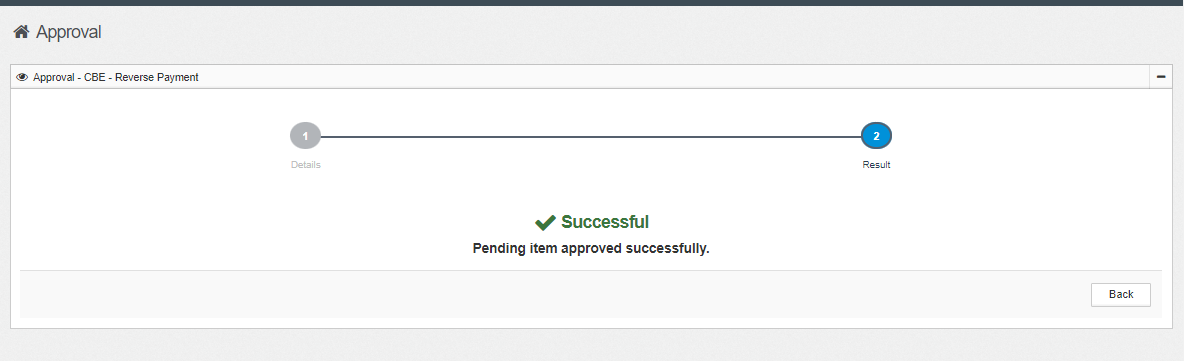 Approval
Approval - CBE - Reverse Payment
1
2
Details
Result
Successful
Pending item approved successfully.
Back